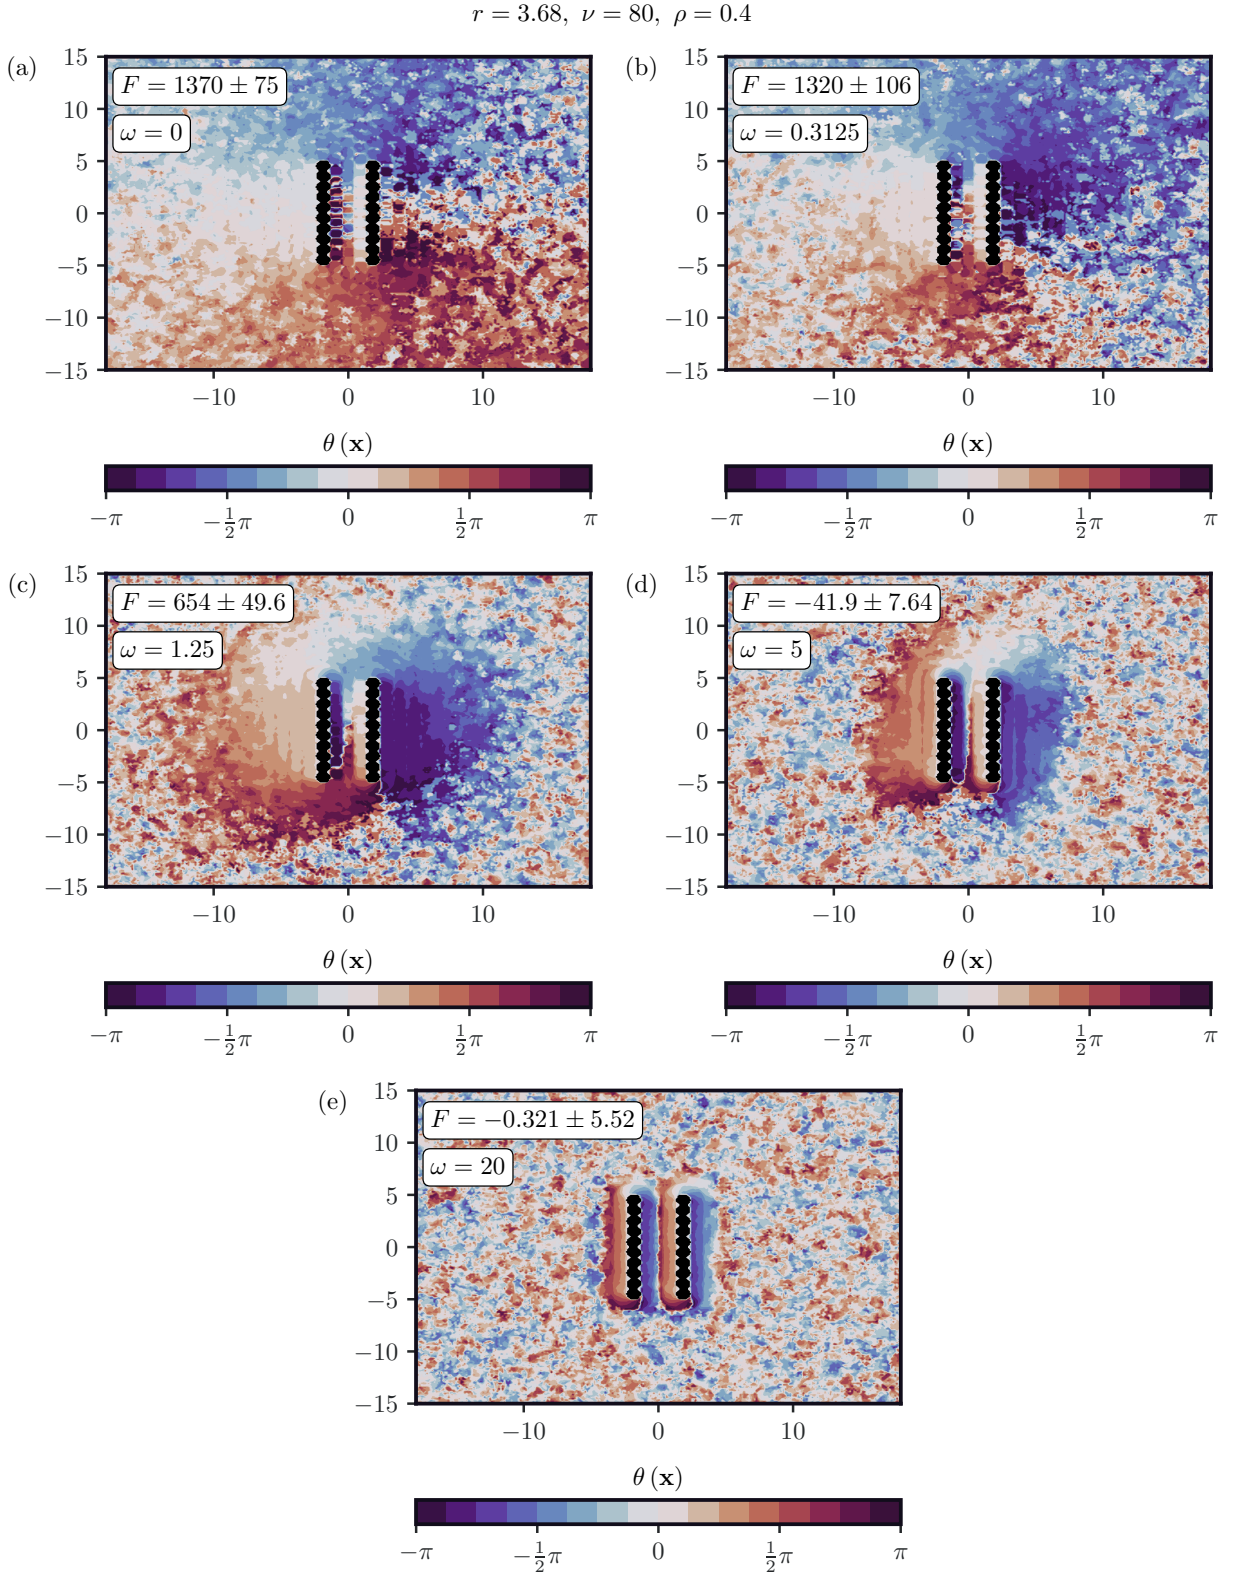 r = 3.68, ν = 80, ρ = 0.4
(a)
F = 1370 ± 75
ω = 0
15
10
5
0
−5
−10
−15
−10 0 10
θ (x)
−π −½π 0 ½π π
(b)
F = 1320 ± 106
ω = 0.3125
15
10
5
0
−5
−10
−15
−10 0 10
θ (x)
−π −½π 0 ½π π
(c)
F = 654 ± 49.6
ω = 1.25
15
10
5
0
−5
−10
−15
−10 0 10
θ (x)
−π −½π 0 ½π π
(d)
F = −41.9 ± 7.64
ω = 5
15
10
5
0
−5
−10
−15
−10 0 10
θ (x)
−π −½π 0 ½π π
(e)
F = −0.321 ± 5.52
ω = 20
15
10
5
0
−5
−10
−15
−10 0 10
θ (x)
−π −½π 0 ½π π